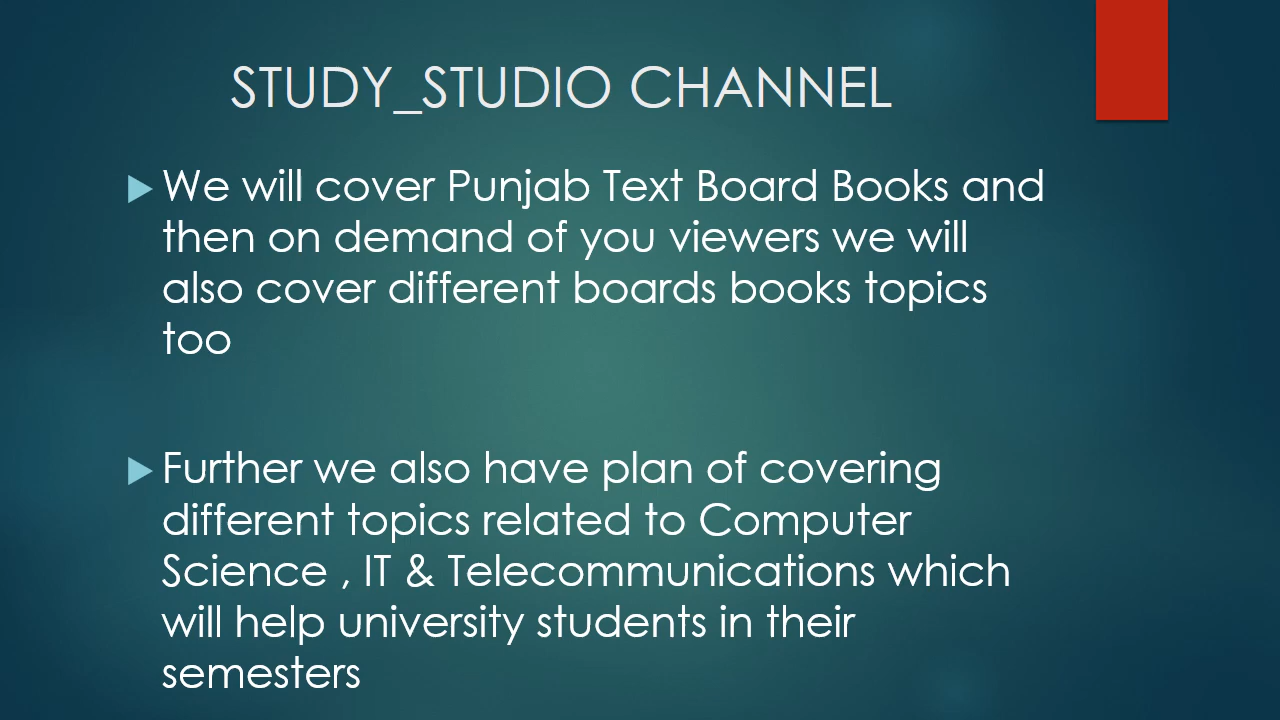 STUDY_STUDIO CHANNEL
We will cover Punjab Text Board Books and
then on demand of you viewers we will
also cover different boards books topics
too
Further we also have plan of covering
different topics related to Computer
Science , IT & Telecommunications which
will help university students in their
semesters